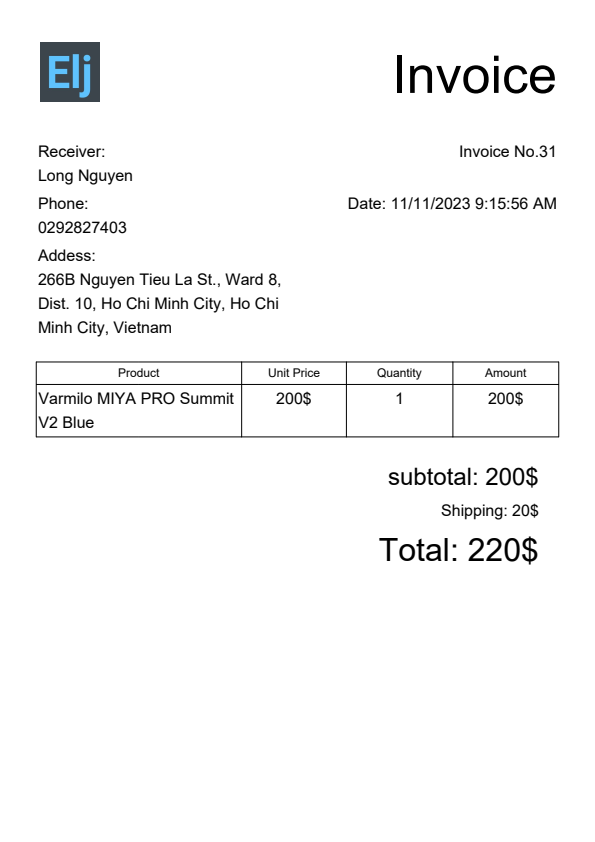 Elj
Invoice
Receiver:
Invoice No.31
Long Nguyen
Phone:
Date: 11/11/2023 9:15:56 AM
0292827403
Addess:
266B Nguyen Tieu La St., Ward 8,
Dist. 10, Ho Chi Minh City, Ho Chi
Minh City, Vietnam
Product Unit Price Quantity Amount
Varmilo MIYA PRO Summit 200$ 1 200$
V2 Blue
subtotal: 200$
Shipping: 20$
Total: 220$